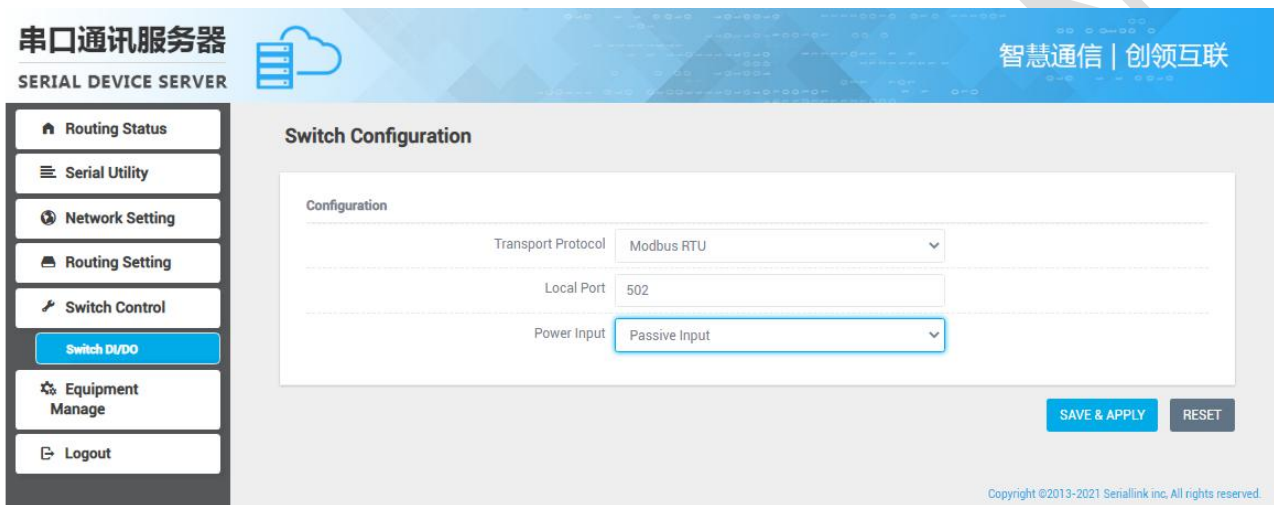 串口通讯服务器
SERIAL DEVICE SERVER
智慧通信 | 创领互联
Routing Status
Serial Utility
Network Setting
Routing Setting
Switch Control
Switch DI/DO
Equipment
Manage
Logout
Switch Configuration
Configuration
Transport Protocol Modbus RTU
Local Port 502
Power Input Passive Input
SAVE & APPLY RESET
Copyright ©2013-2021 Seriallink inc, All rights reserved.